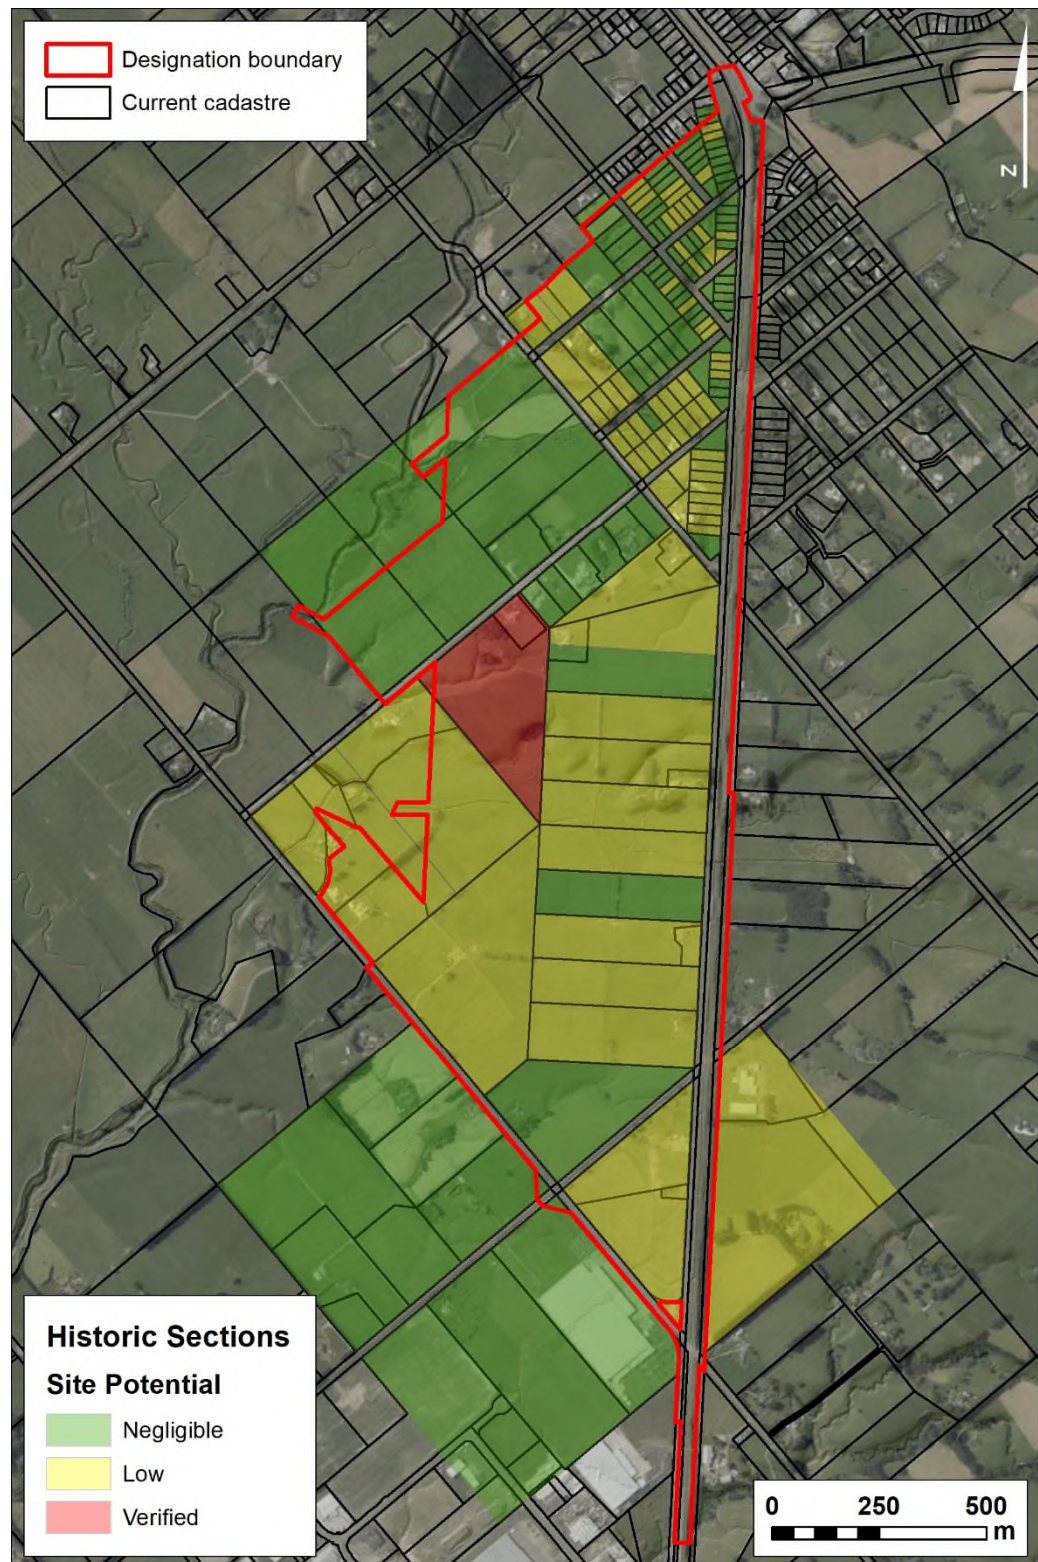 Designation boundary
Current cadastre
N
Historic Sections
Site Potential
Negligible
Low
Verified
0 250 500
m